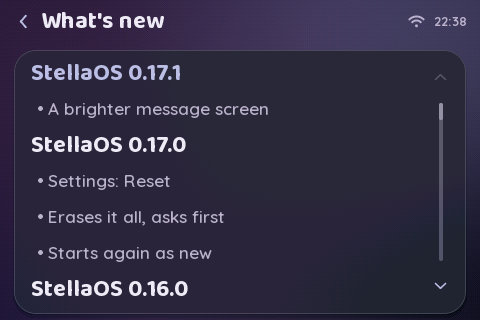 What's new
22:38
StellaOS 0.17.1
• A brighter message screen
StellaOS 0.17.0
• Settings: Reset
• Erases it all, asks first
• Starts again as new
StellaOS 0.16.0